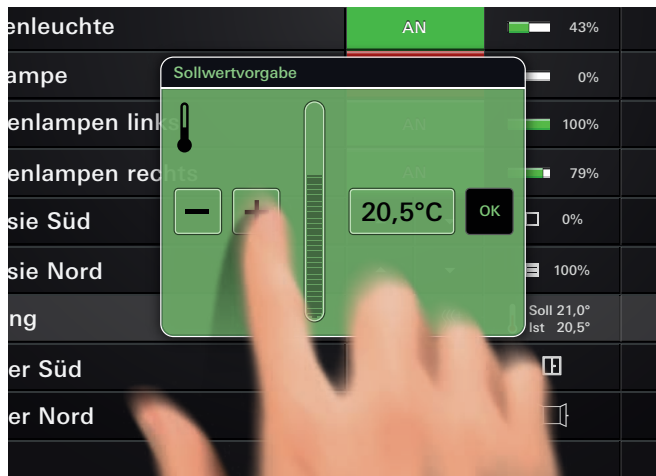 enleuchte AN 43%
ampe 0%
Sollwertvorgabe
enlampen links AN 100%
enlampen rechts AN 79%
− + 20,5°C OK
sie Süd 0%
sie Nord 100%
ng Soll 21,0°
Ist 20,5°
er Süd
er Nord